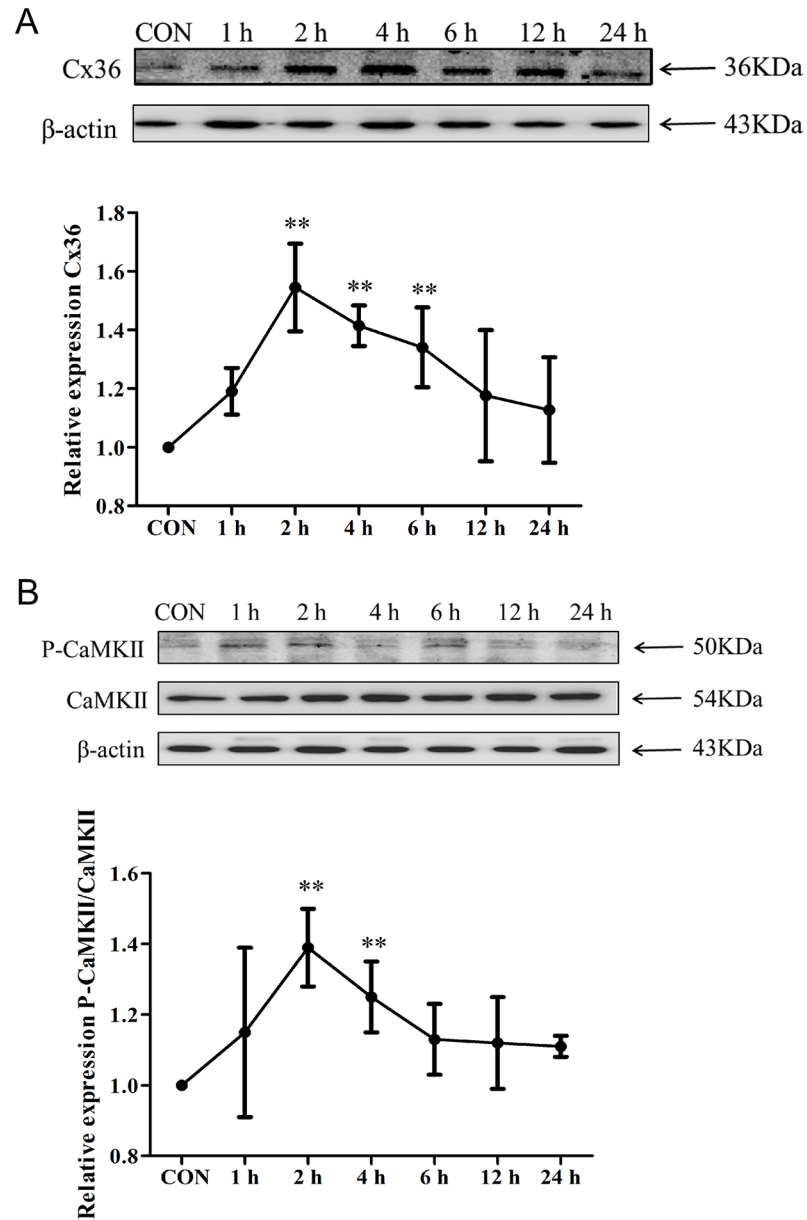 A
CON 1 h 2 h 4 h 6 h 12 h 24 h
Cx36 36KDa
β-actin 43KDa
Relative expression Cx36
1.8
** 
1.6
** **
1.4
1.2
1.0
0.8
CON 1 h 2 h 4 h 6 h 12 h 24 h
B
CON 1 h 2 h 4 h 6 h 12 h 24 h
P-CaMKII 50KDa
CaMKII 54KDa
β-actin 43KDa
Relative expression P-CaMKII/CaMKII
1.6
**
1.4
**
1.2
1.0
0.8
CON 1 h 2 h 4 h 6 h 12 h 24 h